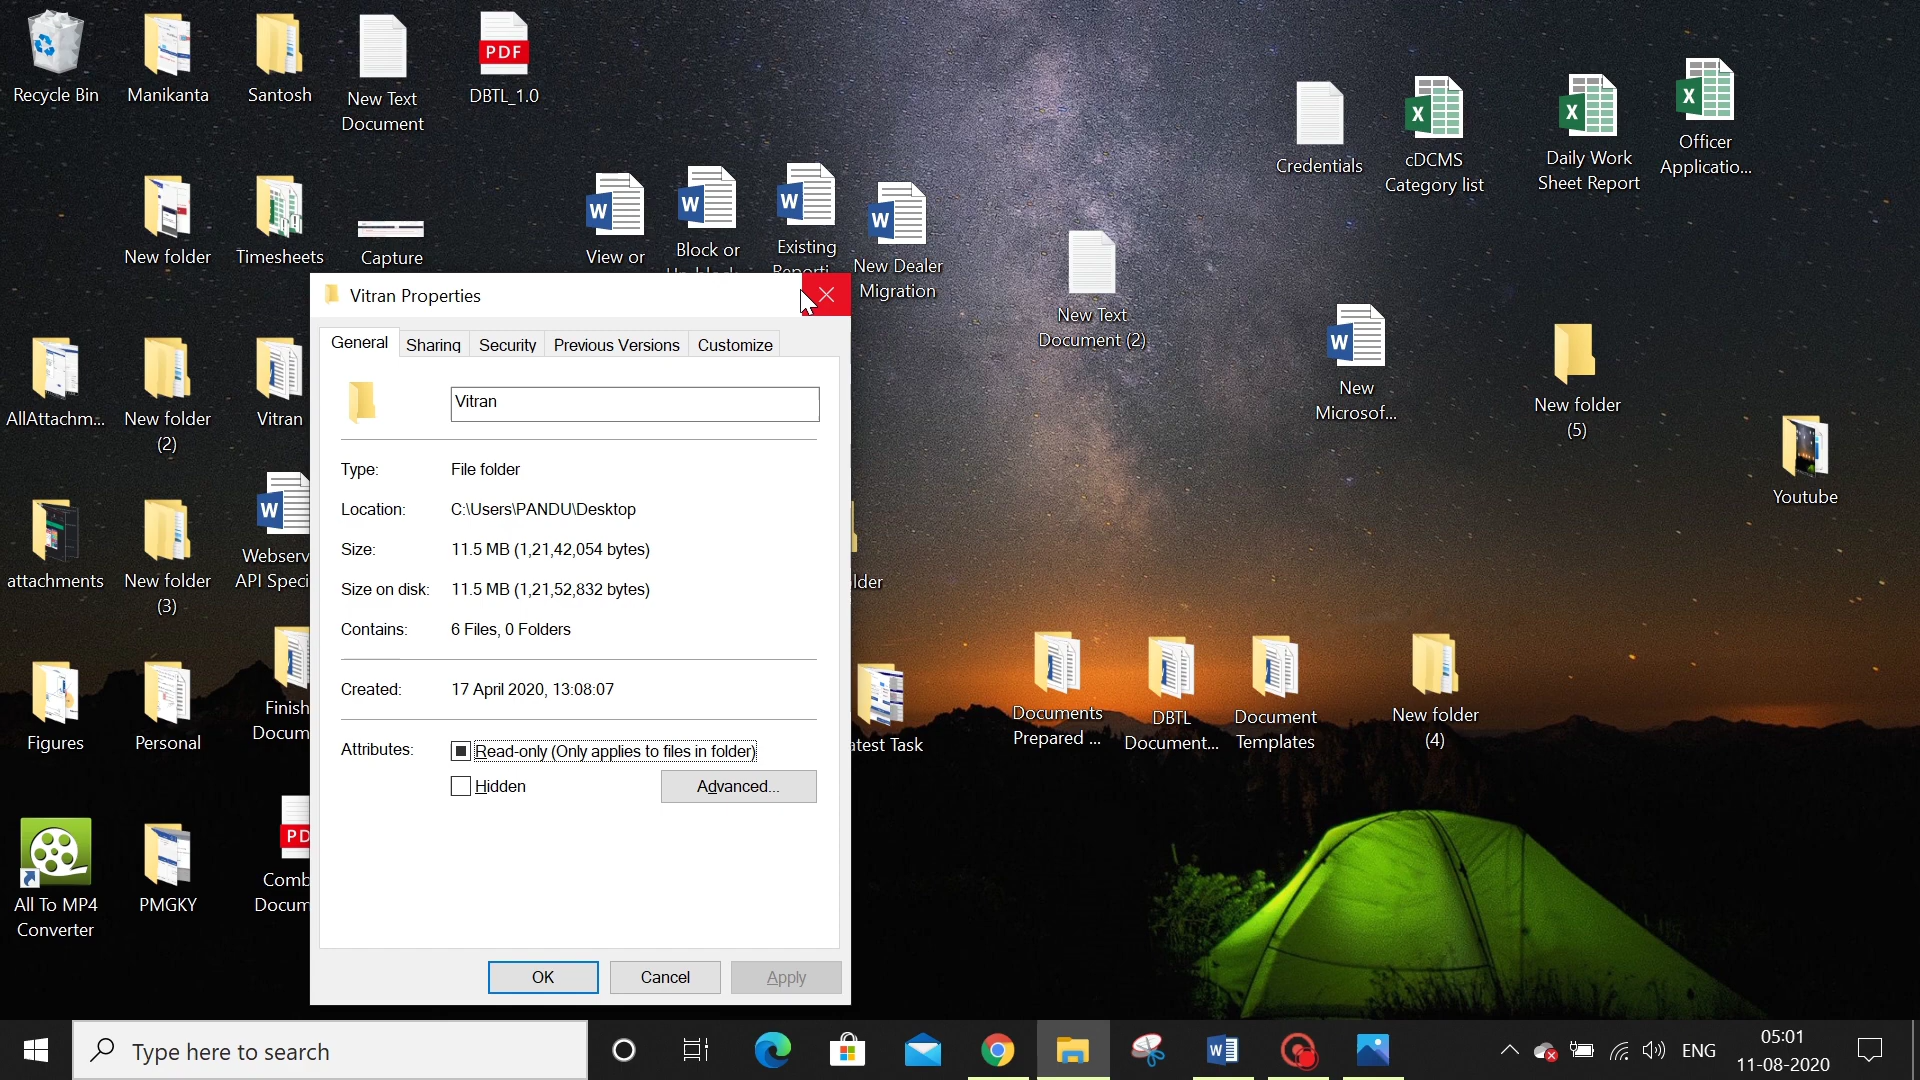 Recycle Bin
Manikanta
Santosh
New Text
Document
PDF
DBTL_1.0
Credentials
cDCMS
Category list
Daily Work
Sheet Report
Officer
Applicatio...
New folder
Timesheets
Capture
View or
Block or
Existing
New Dealer
Migration
New Text
Document (2)
New
Microsof...
New folder
(5)
Youtube
AllAttachm...
New folder
(2)
Vitran
attachments
New folder
(3)
Webserv
API Speci
Figures
Personal
Finish
Docum
All To MP4
Converter
PMGKY
PD
Comb
Docum
Vitran Properties
General
Sharing
Security
Previous Versions
Customize
Vitran
Type: File folder
Location: C:\Users\PANDU\Desktop
Size: 11.5 MB (1,21,42,054 bytes)
Size on disk: 11.5 MB (1,21,52,832 bytes)
Contains: 6 Files, 0 Folders
Created: 17 April 2020, 13:08:07
Attributes: Read-only (Only applies to files in folder)
Hidden
Advanced...
OK
Cancel
Apply
lder
atest Task
Documents
Prepared ...
DBTL
Document...
Document
Templates
New folder
(4)
Type here to search
ENG
05:01
11-08-2020